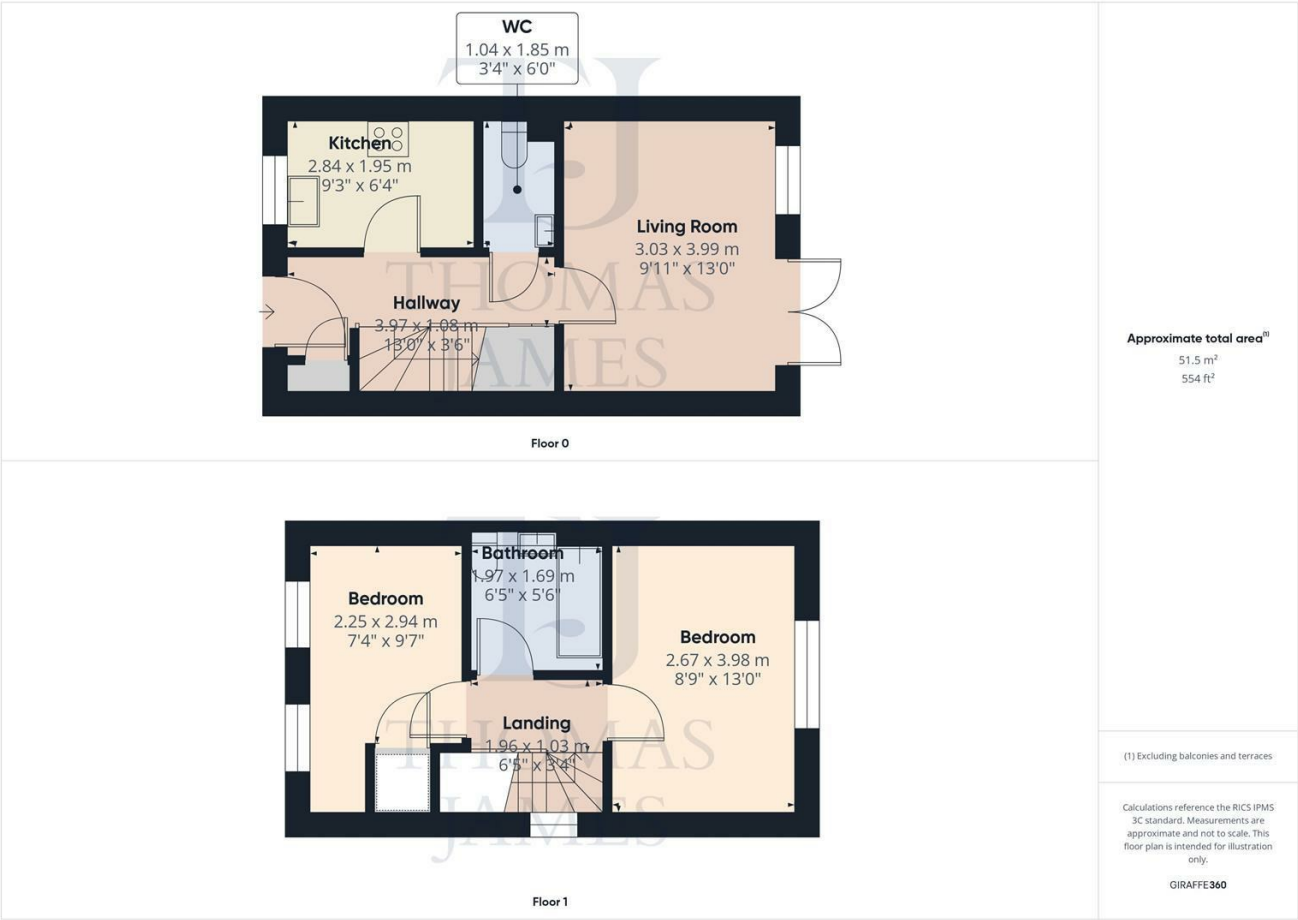 WC
1.04 x 1.85 m
3'4" x 6'0"
Kitchen
2.84 x 1.95 m
9'3" x 6'4"
Living Room
3.03 x 3.99 m
9'11" x 13'0"
Hallway
3.97 x 1.08 m
13'0" x 3'6"
TJ
THOMAS
JAMES
Floor 0
Bathroom
1.97 x 1.69 m
6'5" x 5'6"
Bedroom
2.25 x 2.94 m
7'4" x 9'7"
Bedroom
2.67 x 3.98 m
8'9" x 13'0"
Landing
1.96 x 1.03 m
6'5" x 3'4"
TJ
THOMAS
JAMES
Floor 1
Approximate total area(1)
51.5 m²
554 ft²
(1) Excluding balconies and terraces
Calculations reference the RICS IPMS
3C standard. Measurements are
approximate and not to scale. This
floor plan is intended for illustration
only.
GIRAFFE360